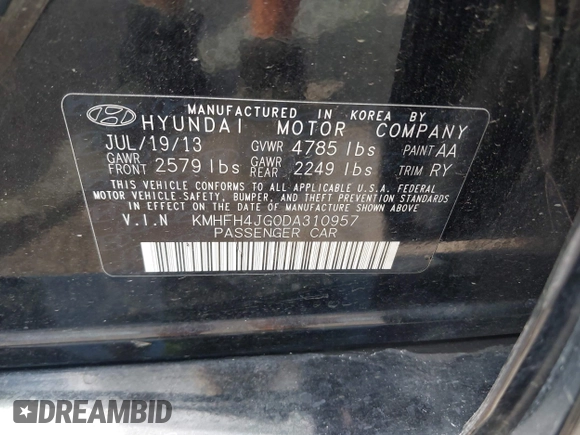 MANUFACTURED IN KOREA BY
HYUNDAI MOTOR COMPANY
JUL/19/13 GVWR 4785 lbs PAINT AA
GAWR FRONT 2579 lbs GAWR REAR 2249 lbs TRIM RY
THIS VEHICLE CONFORMS TO ALL APPLICABLE U.S.A. FEDERAL
MOTOR VEHICLE SAFETY, BUMPER, AND THEFT PREVENTION STANDARDS
IN EFFECT ON THE DATE OF MANUFACTURE SHOWN ABOVE
V.I.N KMHFH4JG0DA310957
PASSENGER CAR
DREAMBID